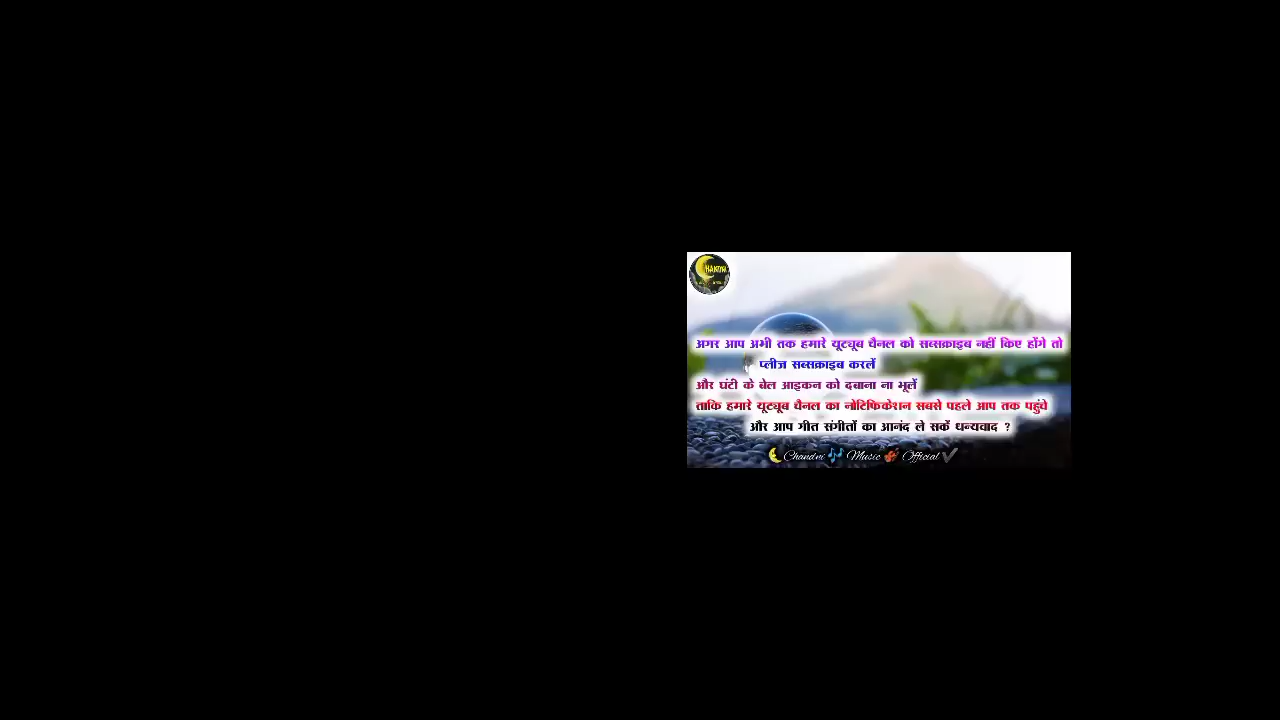 HANDNI
अगर आप अभी तक हमारे यूट्यूब चैनल को सब्सक्राइब नहीं किए होंगे तो
प्लीज सब्सक्राइब करलें
और घंटी के बेल आइकन को दबाना ना भूलें
ताकि हमारे यूट्यूब चैनल का नोटिफिकेशन सबसे पहले आप तक पहुंचे
और आप गीत संगीतों का आनंद ले सकें धन्यवाद ?
Chandni Music Official